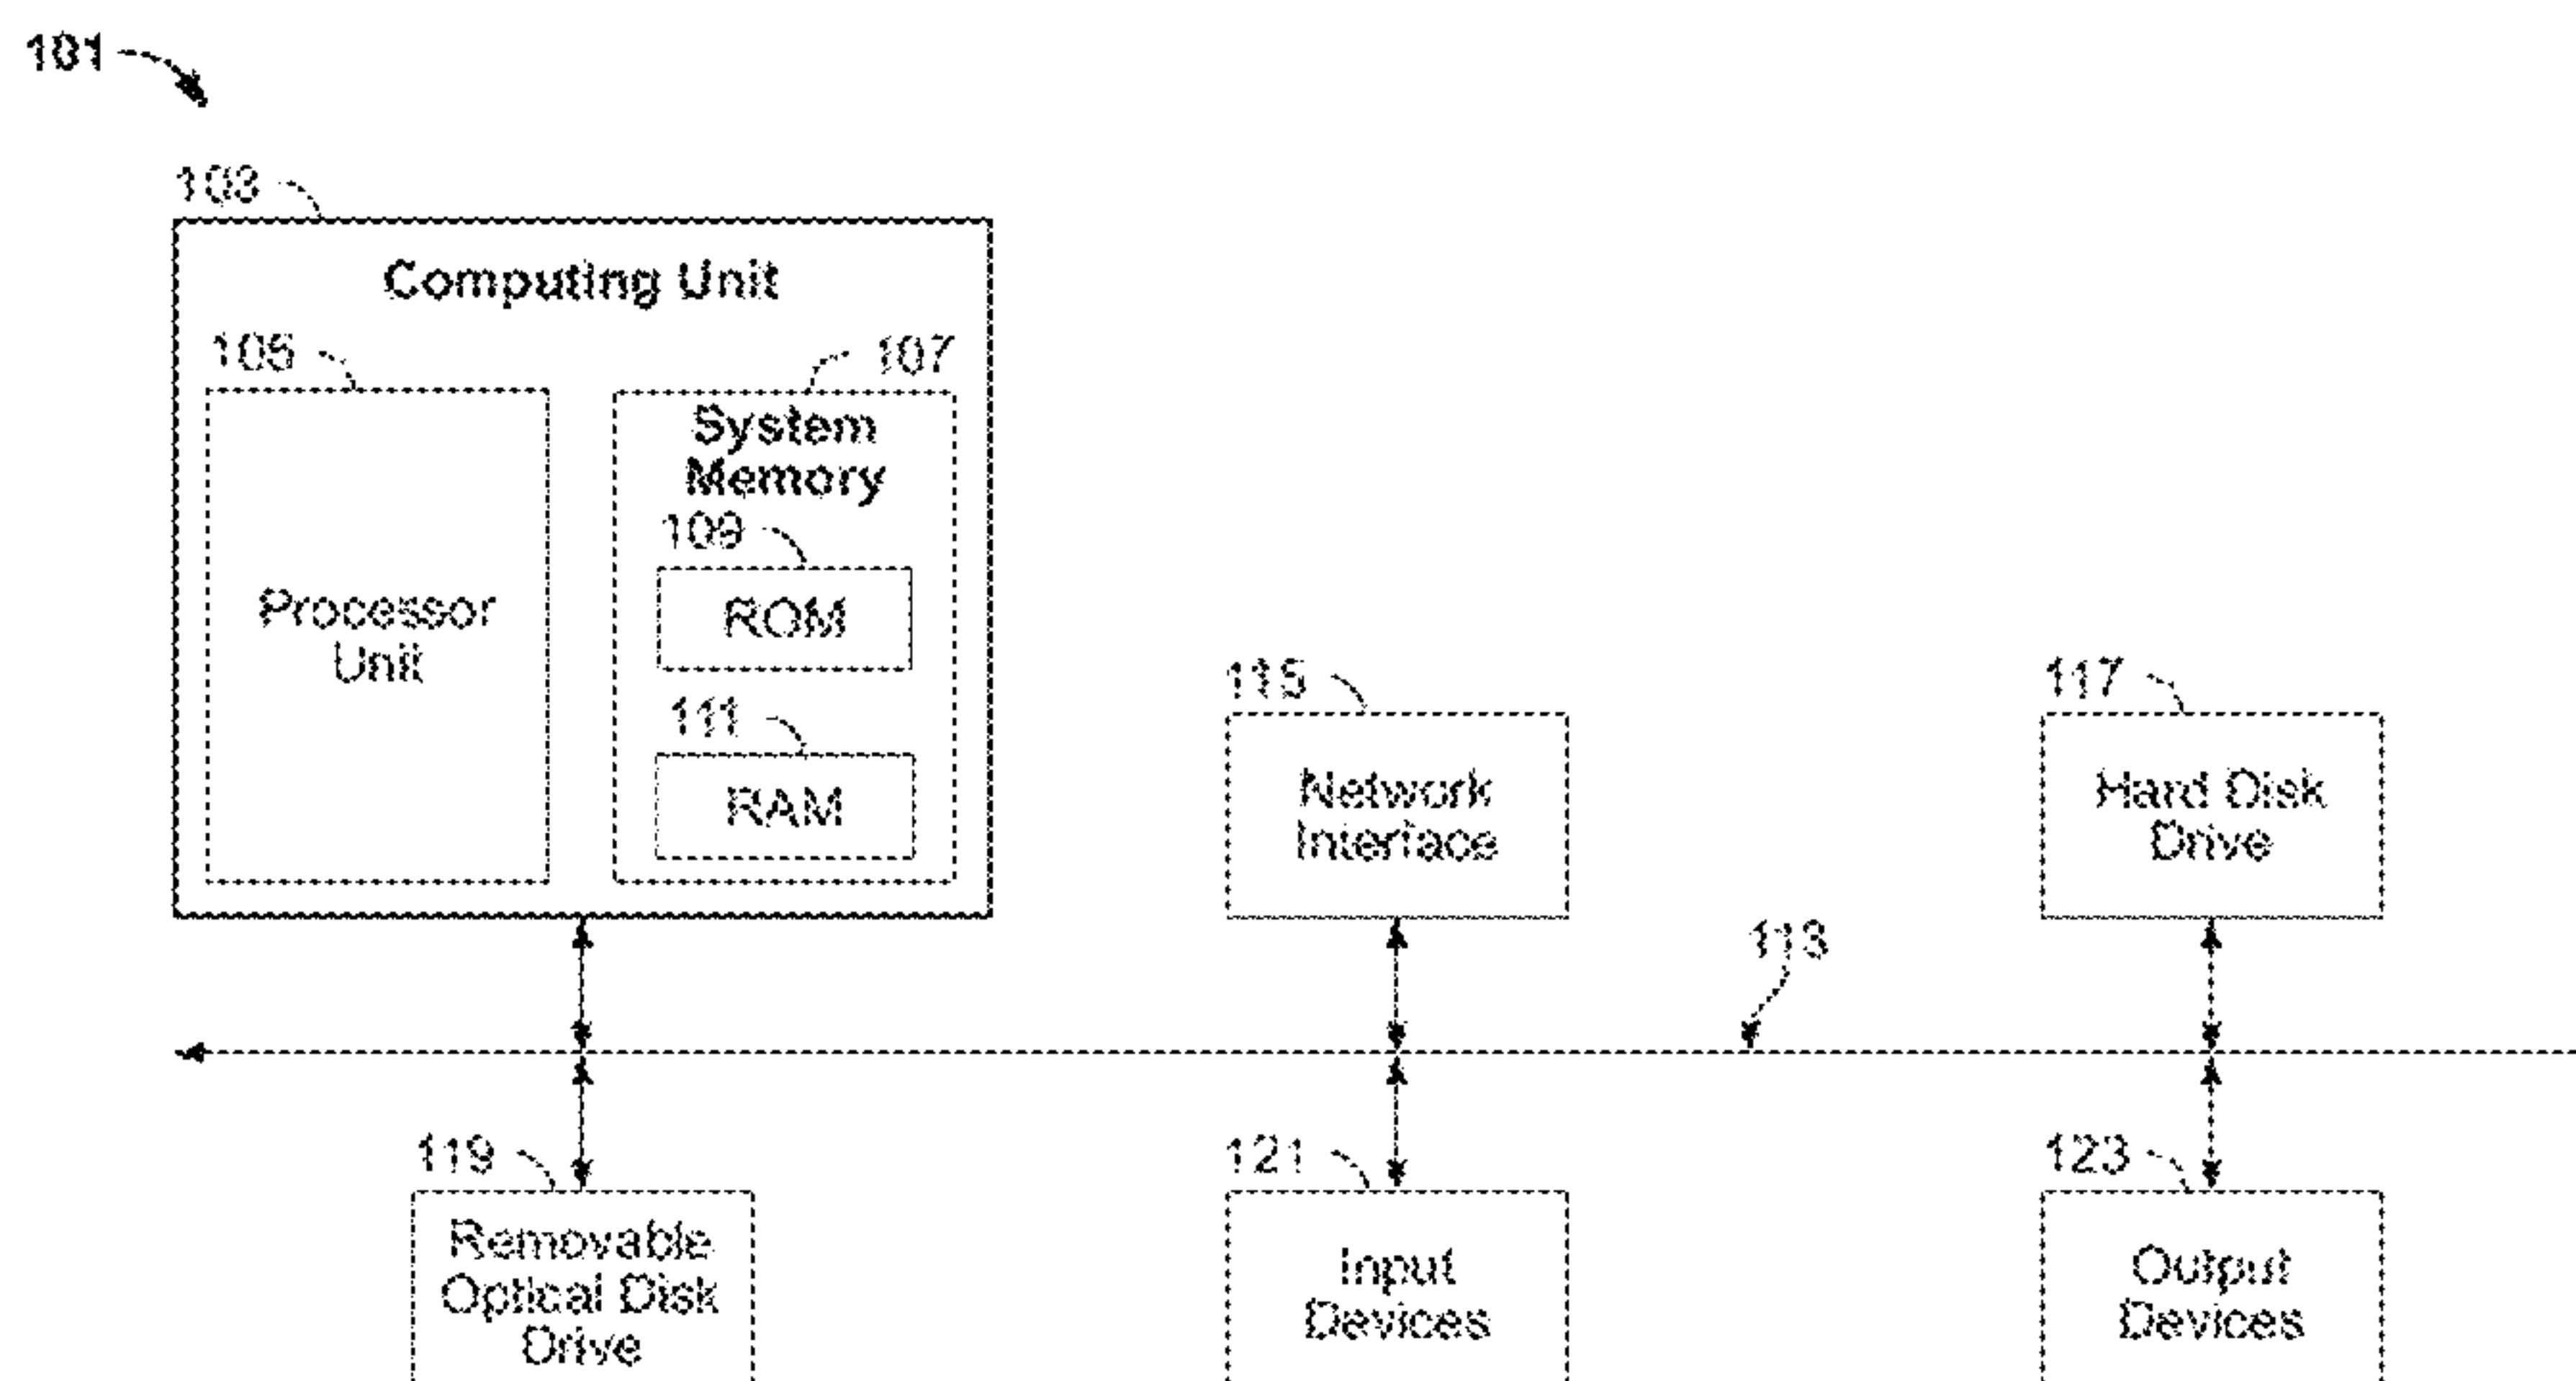 101
103
Computing Unit
105
107
System
Memory
109
Processor
Unit
ROM
111
RAM
115
Network
Interface
117
Hard Disk
Drive
113
119
Removable
Optical Disk
Drive
121
Input
Devices
123
Output
Devices